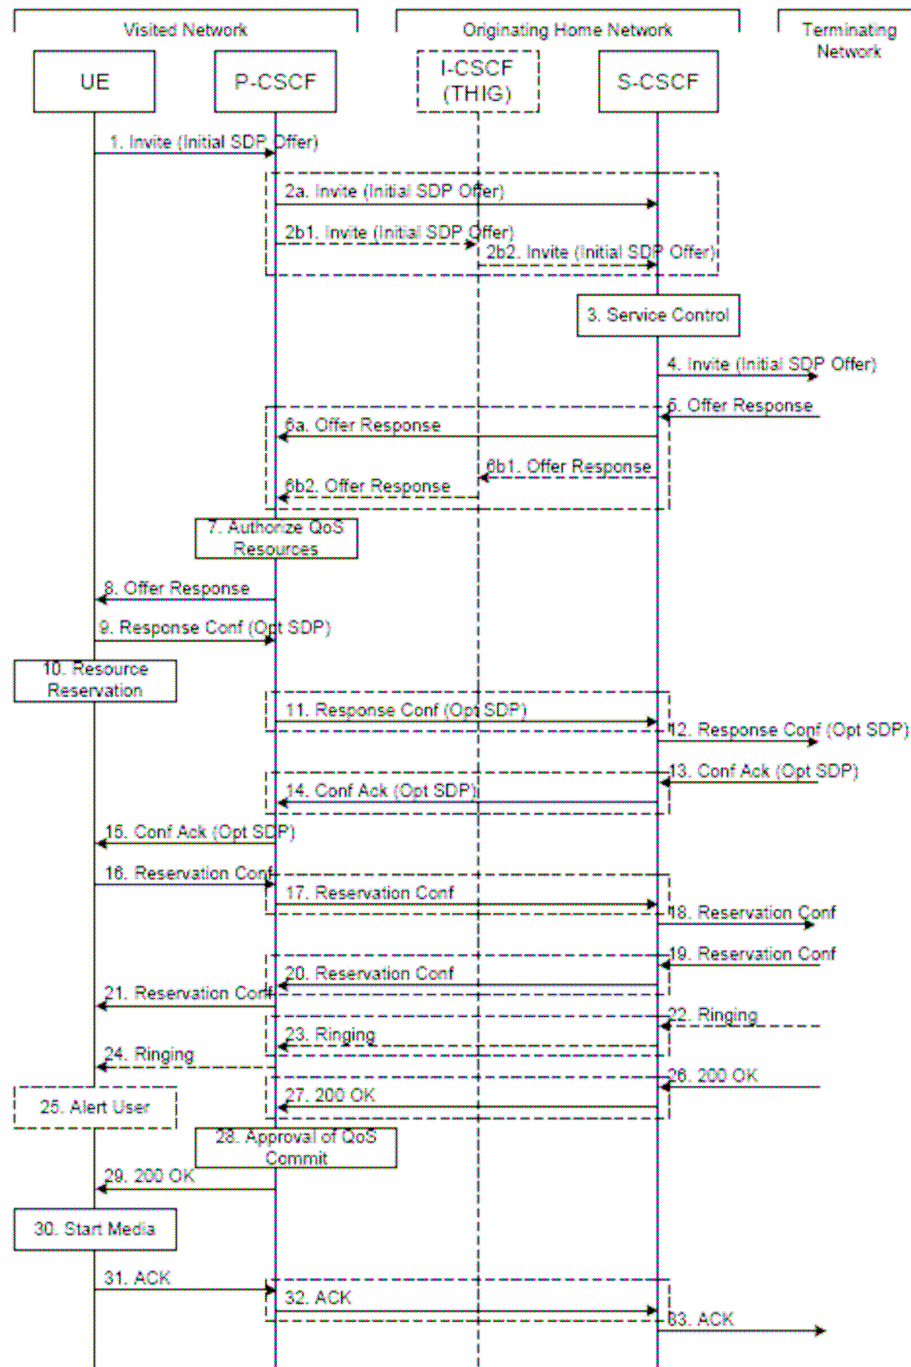 Visited Network
Originating Home Network
Terminating
Network
UE
P-CSCF
I-CSCF
(THIG)
S-CSCF
1. Invite (Initial SDP Offer)
2a. Invite (Initial SDP Offer)
2b1. Invite (Initial SDP Offer)
2b2. Invite (Initial SDP Offer)
3. Service Control
4. Invite (Initial SDP Offer)
5. Offer Response
6a. Offer Response
6b1. Offer Response
6b2. Offer Response
7. Authorize QoS
Resources
8. Offer Response
9. Response Conf (Opt SDP)
10. Resource
Reservation
11. Response Conf (Opt SDP)
12. Response Conf (Opt SDP)
13. Conf Ack (Opt SDP)
14. Conf Ack (Opt SDP)
15. Conf Ack (Opt SDP)
16. Reservation Conf
17. Reservation Conf
18. Reservation Conf
19. Reservation Conf
20. Reservation Conf
21. Reservation Conf
22. Ringing
23. Ringing
24. Ringing
25. Alert User
26. 200 OK
27. 200 OK
28. Approval of QoS
Commit
29. 200 OK
30. Start Media
31. ACK
32. ACK
33. ACK